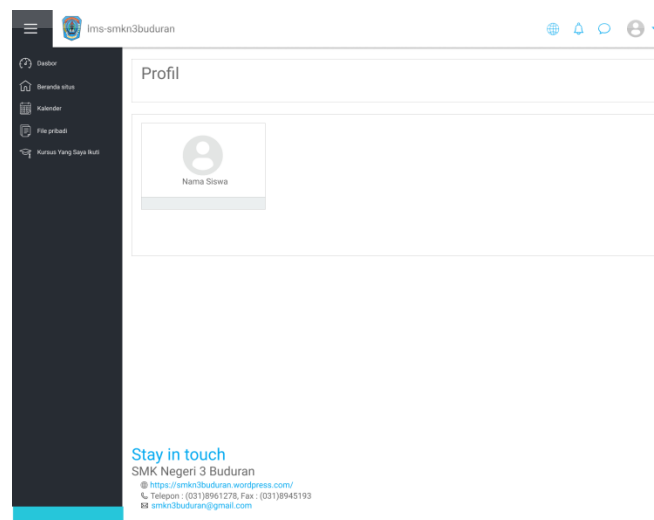 lms-smkn3buduran
Dasbor
Beranda situs
Kalender
File pribadi
Kursus Yang Saya Ikuti
Profil
Nama Siswa
Stay in touch
SMK Negeri 3 Buduran
https://smkn3buduran.wordpress.com/
Telepon : (031)8961278, Fax : (031)8945193
smkn3buduran@gmail.com